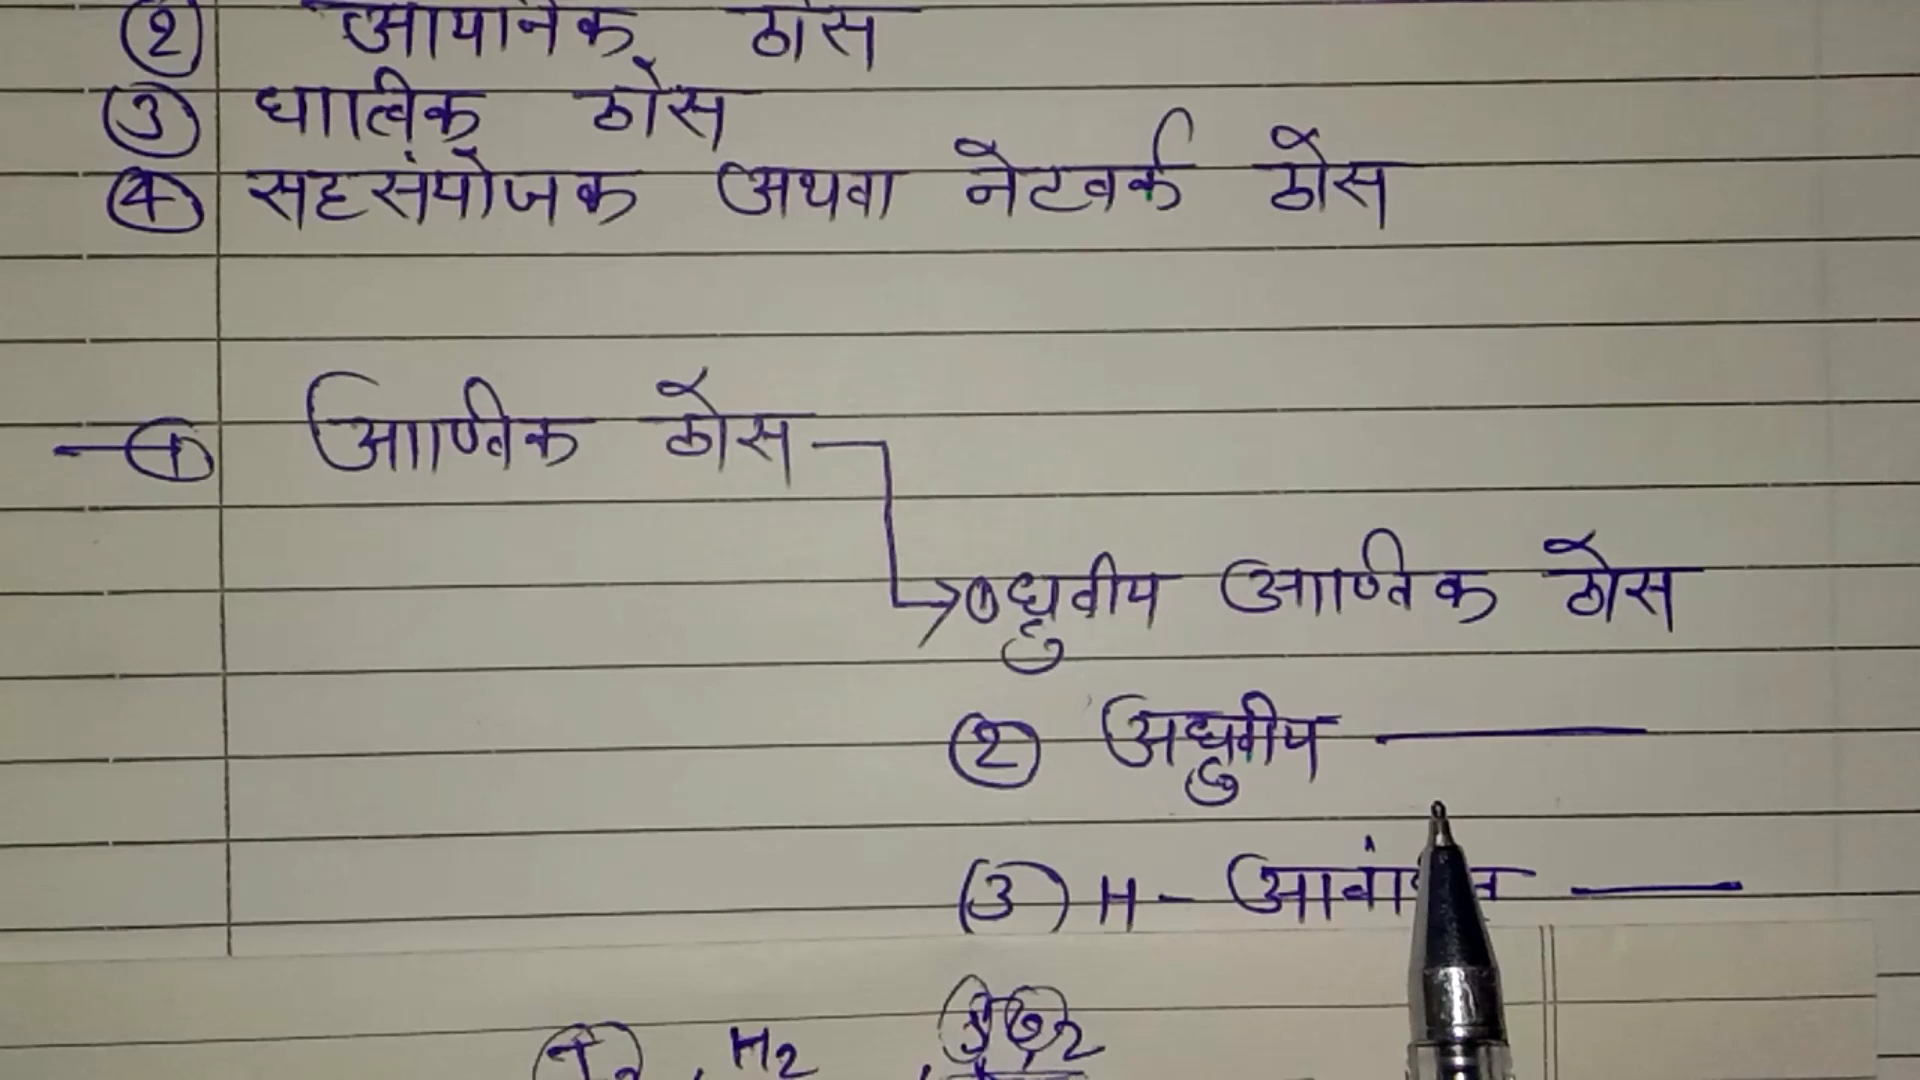 ② आयनिक ठोस
③ धात्विक ठोस
④ सहसंयोजक अथवा नेटवर्क ठोस
① आण्विक ठोस
→① ध्रुवीय आण्विक ठोस
② अध्रुवीय ———
③ H-
H2